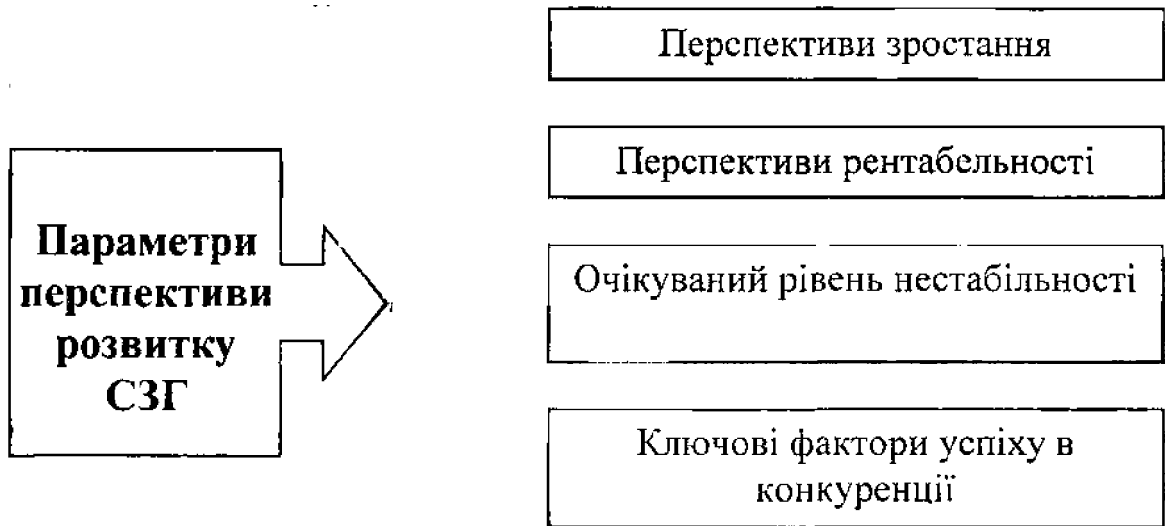 Параметри
перспективи
розвитку
СЗГ
Перспективи зростання
Перспективи рентабельності
Очікуваний рівень нестабільності
Ключові фактори успіху в
конкуренції